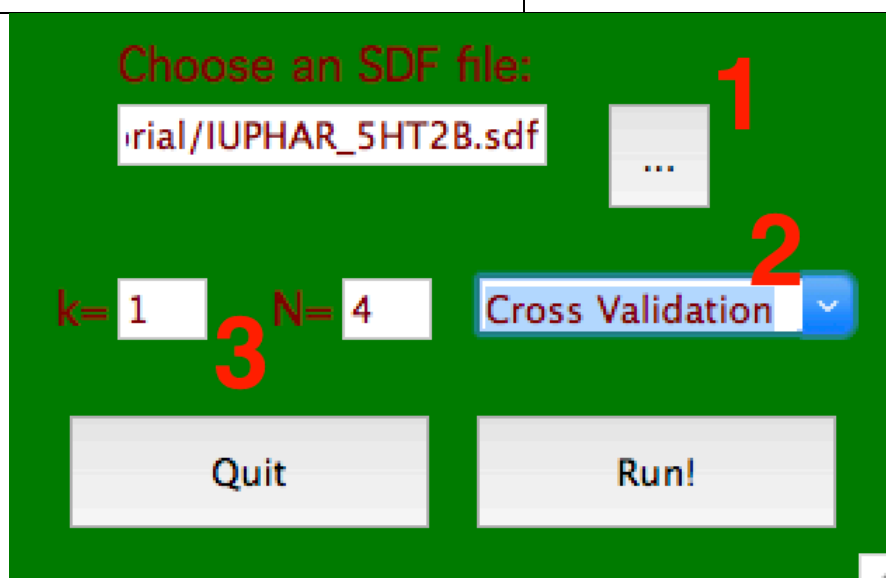 Choose an SDF file:
1
rial/IUPHAR_5HT2B.sdf
...
2
k= 1 N= 4 Cross Validation
3
Quit Run!